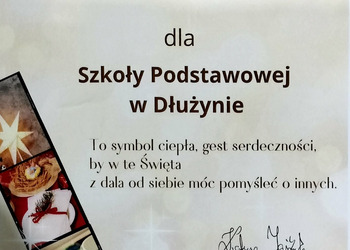 dla
Szkoły Podstawowej
w Dłużynie
To symbol ciepła, gest serdeczności,
by w te Święta
z dala od siebie móc pomyśleć o innych.